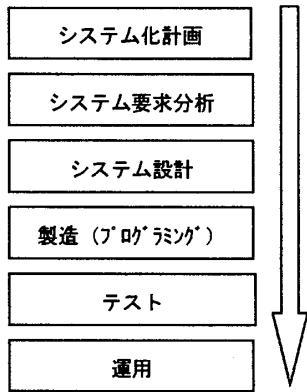 システム化計画
システム要求分析
システム設計
製造（ﾌﾟﾛｸﾞﾗﾐﾝｸﾞ）
テスト
運用